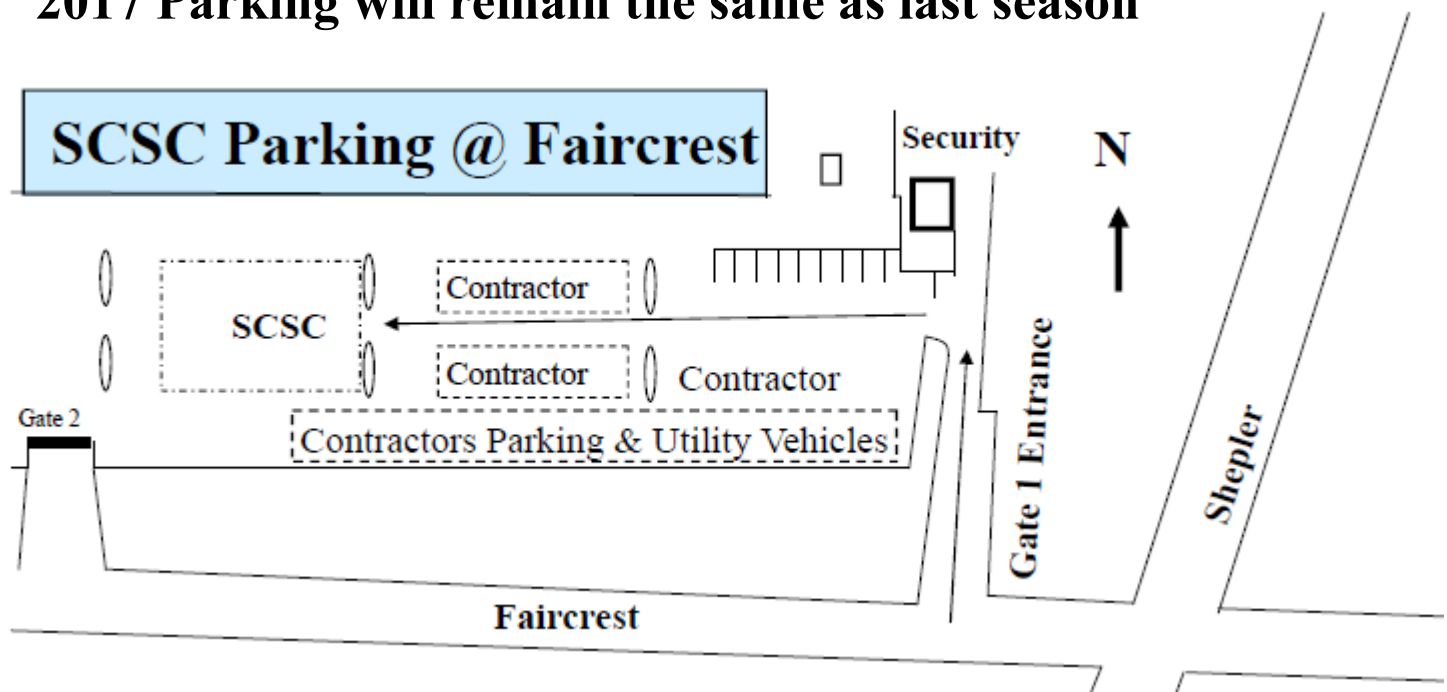 2017 Parking will remain the same as last season
SCSC Parking @ Faircrest
Security
N
Contractor
SCSC
Contractor
Contractor
Gate 2
Contractors Parking & Utility Vehicles
Gate 1 Entrance
Shepler
Faircrest